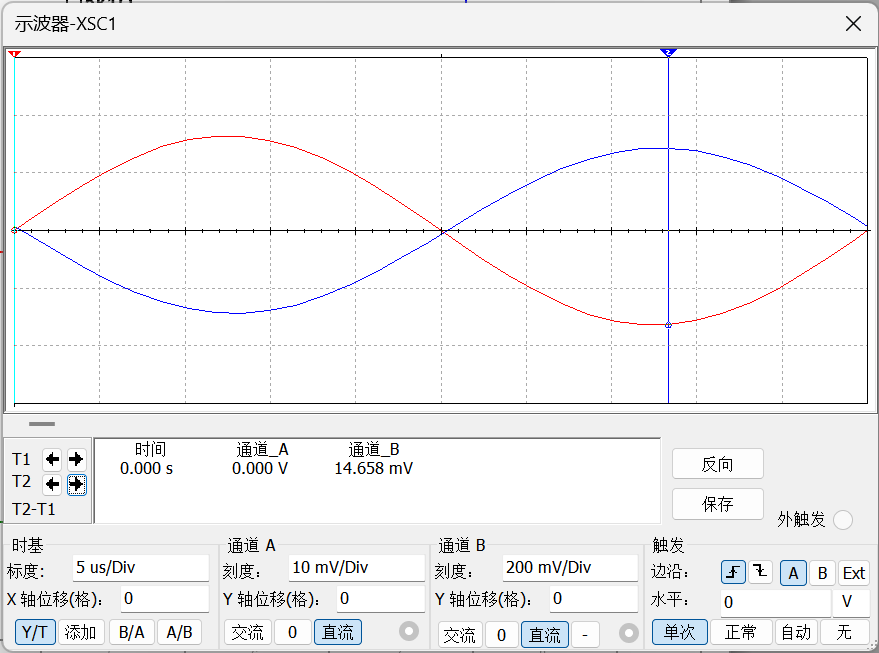 示波器-XSC1
1
2
时间 通道_A 通道_B
T1 0.000 s 0.000 V 14.658 mV
T2
T2-T1
反向
保存
外触发
时基 通道 A 通道 B 触发
标度: 5 us/Div 刻度: 10 mV/Div 刻度: 200 mV/Div 边沿: A B Ext
X 轴位移(格): 0 Y 轴位移(格): 0 Y 轴位移(格): 0 水平: 0 V
Y/T 添加 B/A A/B 交流 0 直流 交流 0 直流 - 单次 正常 自动 无